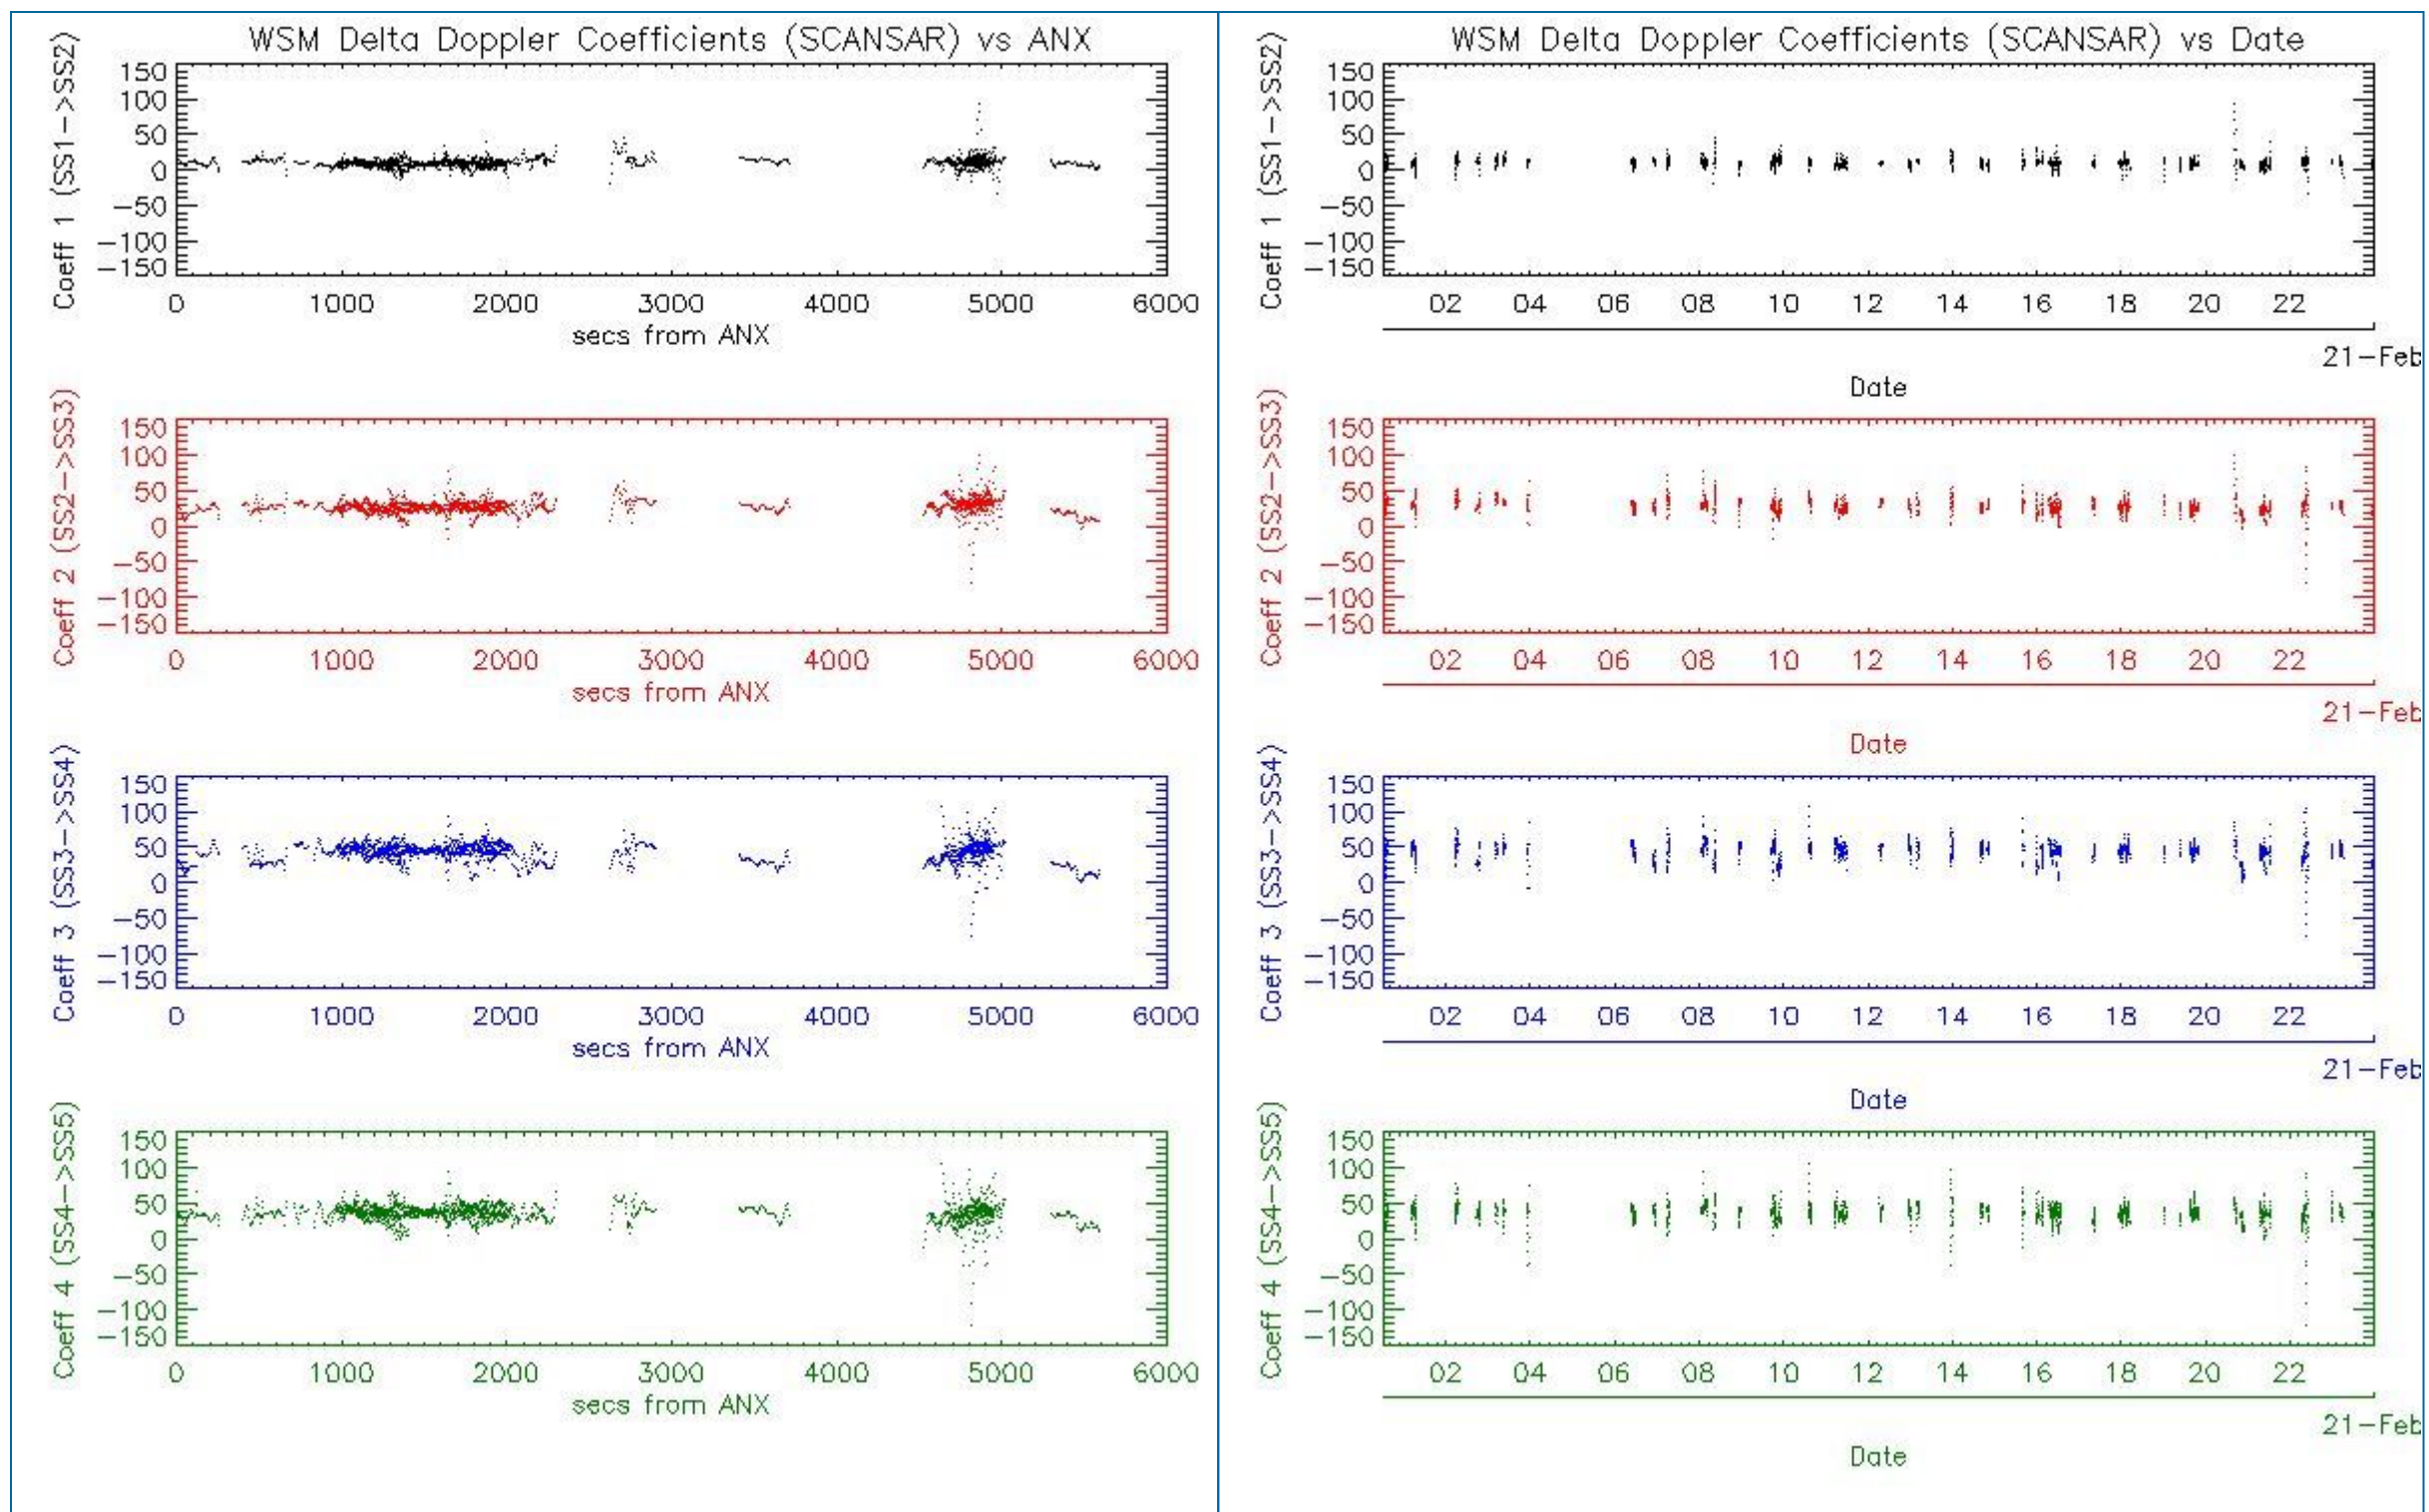 WSM Delta Doppler Coefficients (SCANSAR) vs ANX
Coeff 1 (SS1->SS2)
150
100
50
0
-50
-100
-150
0 1000 2000 3000 4000 5000 6000
secs from ANX
Coeff 2 (SS2->SS3)
150
100
50
0
-50
-100
-150
0 1000 2000 3000 4000 5000 6000
secs from ANX
Coeff 3 (SS3->SS4)
150
100
50
0
-50
-100
-150
0 1000 2000 3000 4000 5000 6000
secs from ANX
Coeff 4 (SS4->SS5)
150
100
50
0
-50
-100
-150
0 1000 2000 3000 4000 5000 6000
secs from ANX
WSM Delta Doppler Coefficients (SCANSAR) vs Date
Coeff 1 (SS1->SS2)
150
100
50
0
-50
-100
-150
02 04 06 08 10 12 14 16 18 20 22
21-Feb
Date
Coeff 2 (SS2->SS3)
150
100
50
0
-50
-100
-150
02 04 06 08 10 12 14 16 18 20 22
21-Feb
Date
Coeff 3 (SS3->SS4)
150
100
50
0
-50
-100
-150
02 04 06 08 10 12 14 16 18 20 22
21-Feb
Date
Coeff 4 (SS4->SS5)
150
100
50
0
-50
-100
-150
02 04 06 08 10 12 14 16 18 20 22
21-Feb
Date